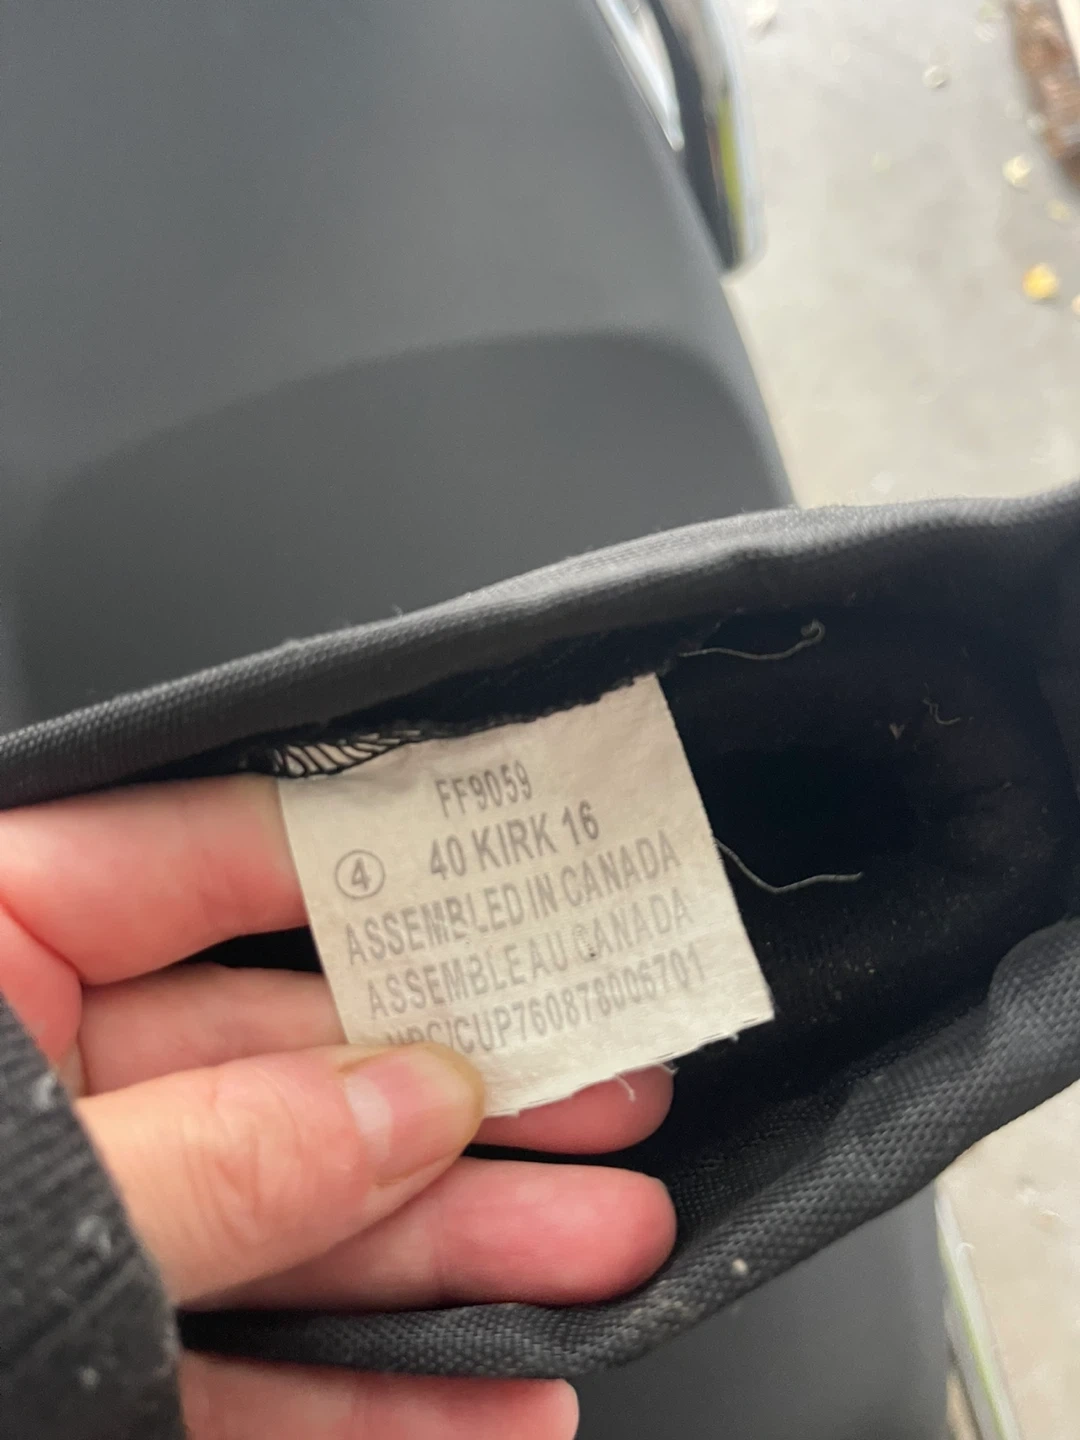 FF9059
④ 40 KIRK 16
ASSEMBLED IN CANADA
ASSEMBLE AU CANADA
UPC/CUP760878006701